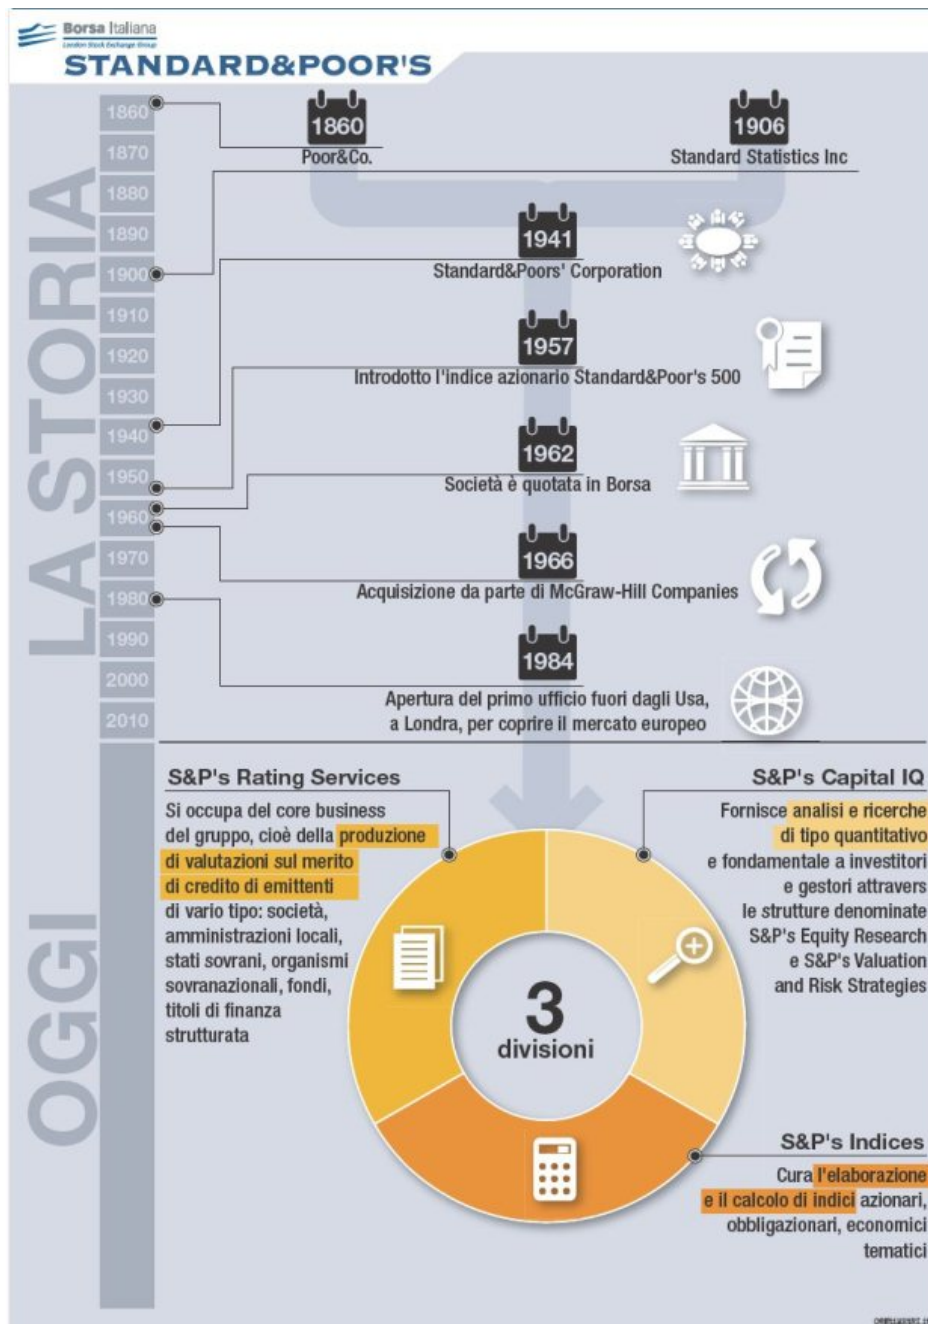 Borsa Italiana
London Stock Exchange Group
STANDARD&POOR'S
LA STORIA
1860
1870
1880
1890
1900
1910
1920
1930
1940
1950
1960
1970
1980
1990
2000
2010
1860
Poor&Co.
1906
Standard Statistics Inc
1941
Standard&Poors' Corporation
1957
Introdotto l'indice azionario Standard&Poor's 500
1962
Società è quotata in Borsa
1966
Acquisizione da parte di McGraw-Hill Companies
1984
Apertura del primo ufficio fuori dagli Usa,
a Londra, per coprire il mercato europeo
OGGI
S&P's Rating Services
Si occupa del core business
del gruppo, cioè della produzione
di valutazioni sul merito
di credito di emittenti
di vario tipo: società,
amministrazioni locali,
stati sovrani, organismi
sovranazionali, fondi,
titoli di finanza
strutturata
S&P's Capital IQ
Fornisce analisi e ricerche
di tipo quantitativo
e fondamentale a investitori
e gestori attravers
le strutture denominate
S&P's Equity Research
e S&P's Valuation
and Risk Strategies
3
divisioni
S&P's Indices
Cura l'elaborazione
e il calcolo di indici azionari,
obbligazionari, economici
tematici